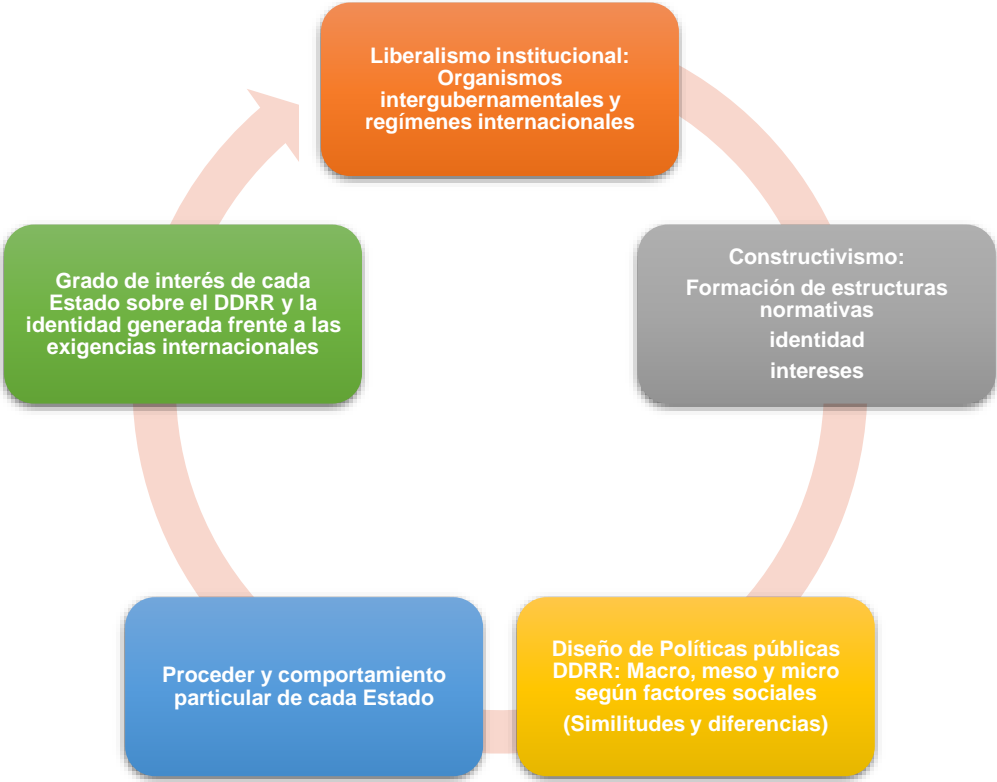 Liberalismo institucional:
Organismos
intergubernamentales y
regímenes internacionales
Constructivismo:
Formación de estructuras
normativas
identidad
intereses
Diseño de Políticas públicas
DDRR: Macro, meso y micro
según factores sociales
(Similitudes y diferencias)
Proceder y comportamiento
particular de cada Estado
Grado de interés de cada
Estado sobre el DDRR y la
identidad generada frente a las
exigencias internacionales